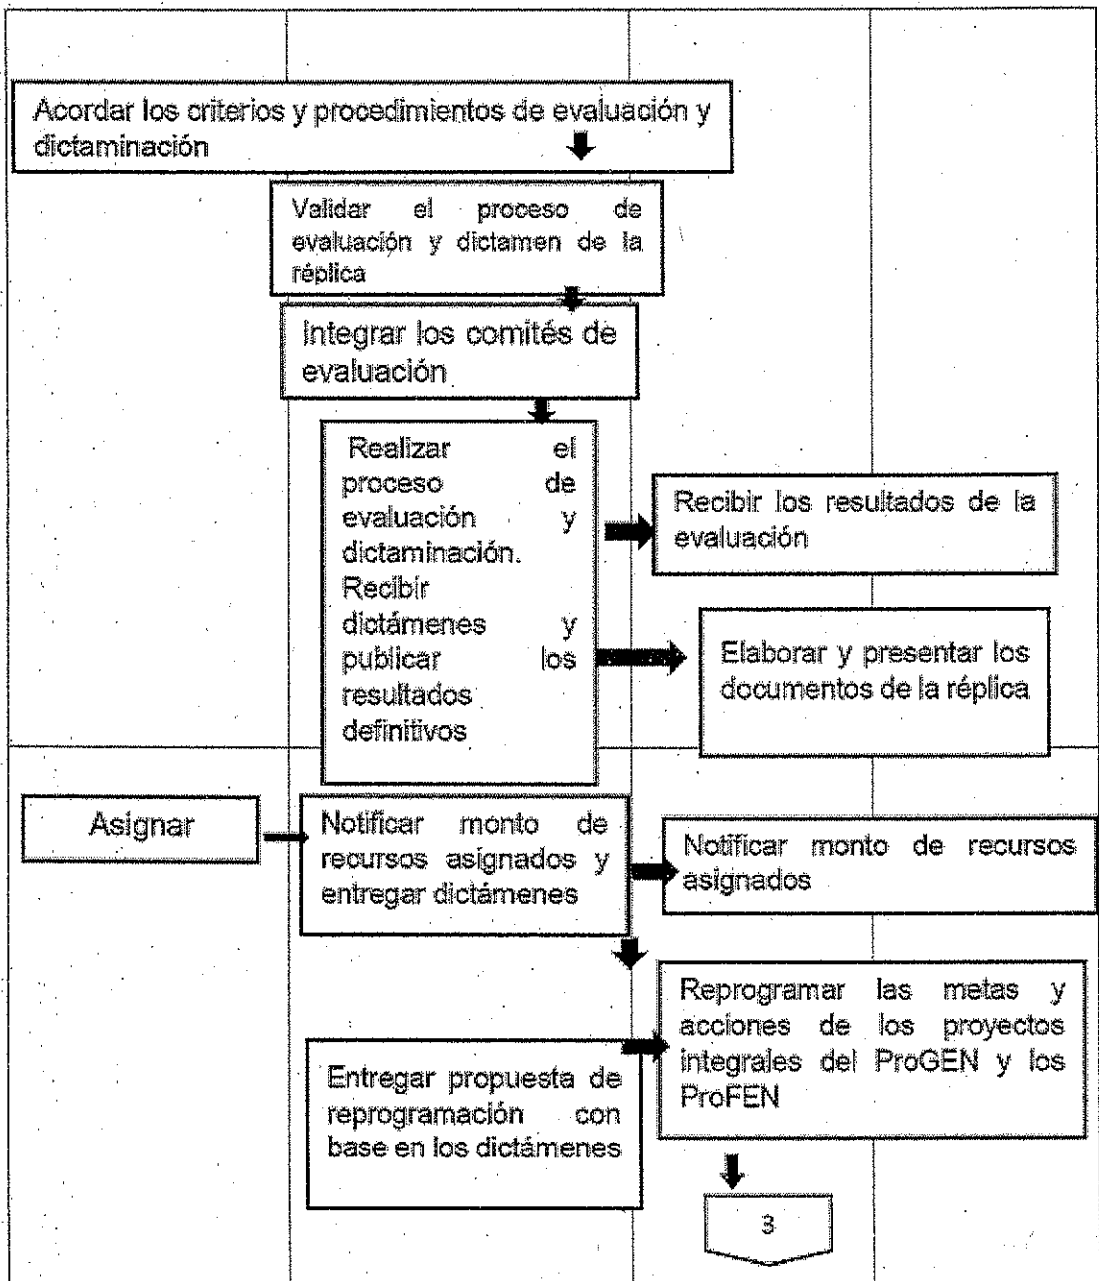 Acordar los criterios y procedimientos de evaluación y
dictaminación
Validar el proceso de
evaluación y dictamen de la
réplica
Integrar los comités de
evaluación
Realizar el
proceso de
evaluación y
dictaminación.
Recibir
dictámenes y
publicar los
resultados
definitivos
Recibir los resultados de la
evaluación
Elaborar y presentar los
documentos de la réplica
Asignar
Notificar monto de
recursos asignados y
entregar dictámenes
Notificar monto de recursos
asignados
Reprogramar las metas y
acciones de los proyectos
integrales del ProGEN y los
ProFEN
Entregar propuesta de
reprogramación con
base en los dictámenes
3